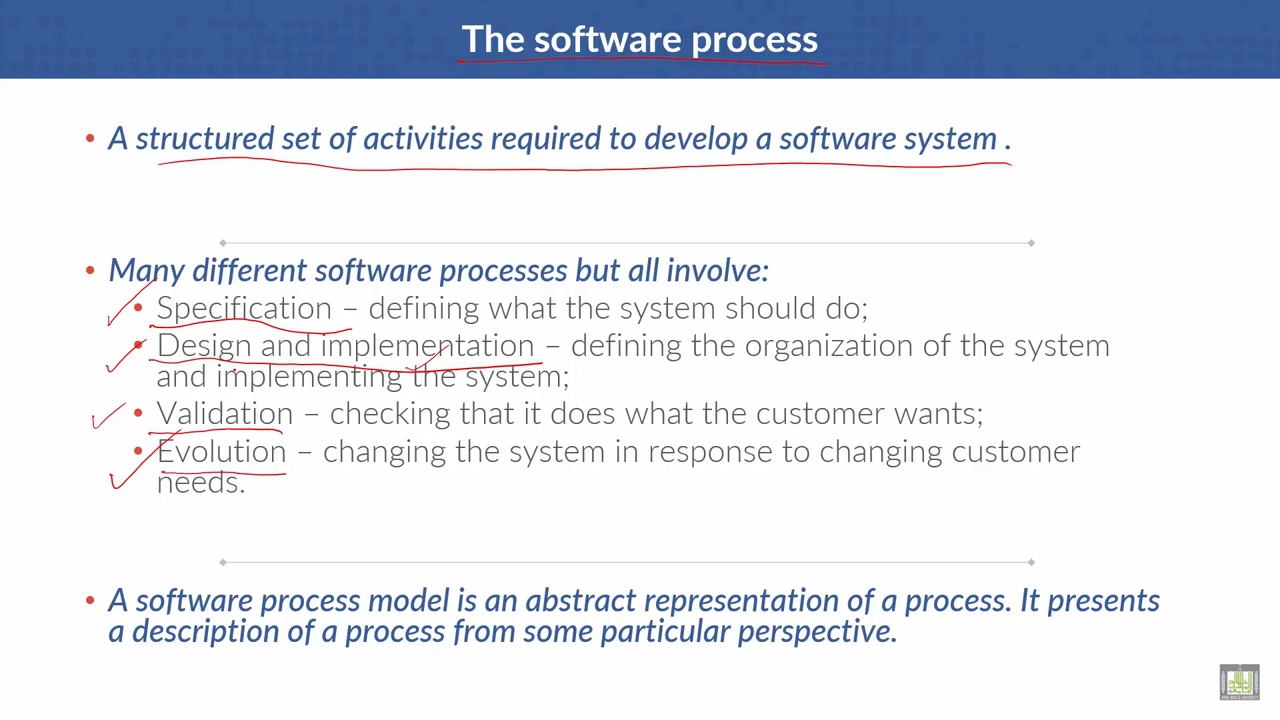 The software process
• A structured set of activities required to develop a software system .
• Many different software processes but all involve:
• Specification – defining what the system should do;
• Design and implementation – defining the organization of the system
and implementing the system;
• Validation – checking that it does what the customer wants;
• Evolution – changing the system in response to changing customer
needs.
• A software process model is an abstract representation of a process. It presents
a description of a process from some particular perspective.